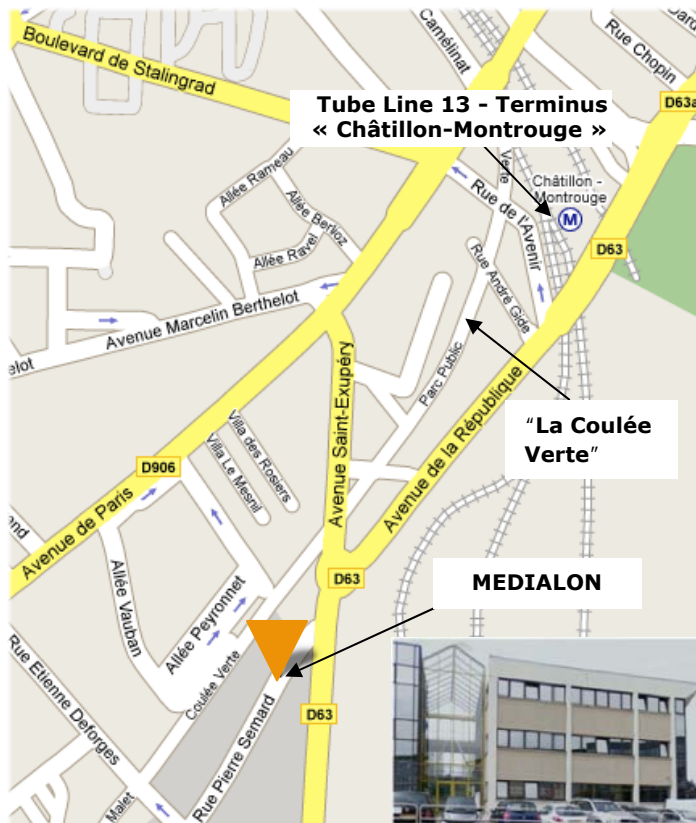 Camélinat
Rue Chopin
Dard
Boulevard de Stalingrad
D63a
Tube Line 13 - Terminus
« Châtillon-Montrouge »
Verte
Allée Rameau
Châtillon -
Montrouge
M
Allée Berlioz
Rue de l'Avenir
Allée Ravel
D63
Rue André Gide
Avenue Marcelin Berthelot
elot
Parc Public
Avenue Saint-Exupéry
Avenue de la République
“La Coulée
Verte”
Villa des Rosiers
Villa Le Mesnil
D906
Avenue de Paris
ond
D63
MEDIALON
Allée Vauban
Allée Peyronnet
Rue Etienne Deforges
Coulée Verte
Rue Pierre Semard
D63
Malet